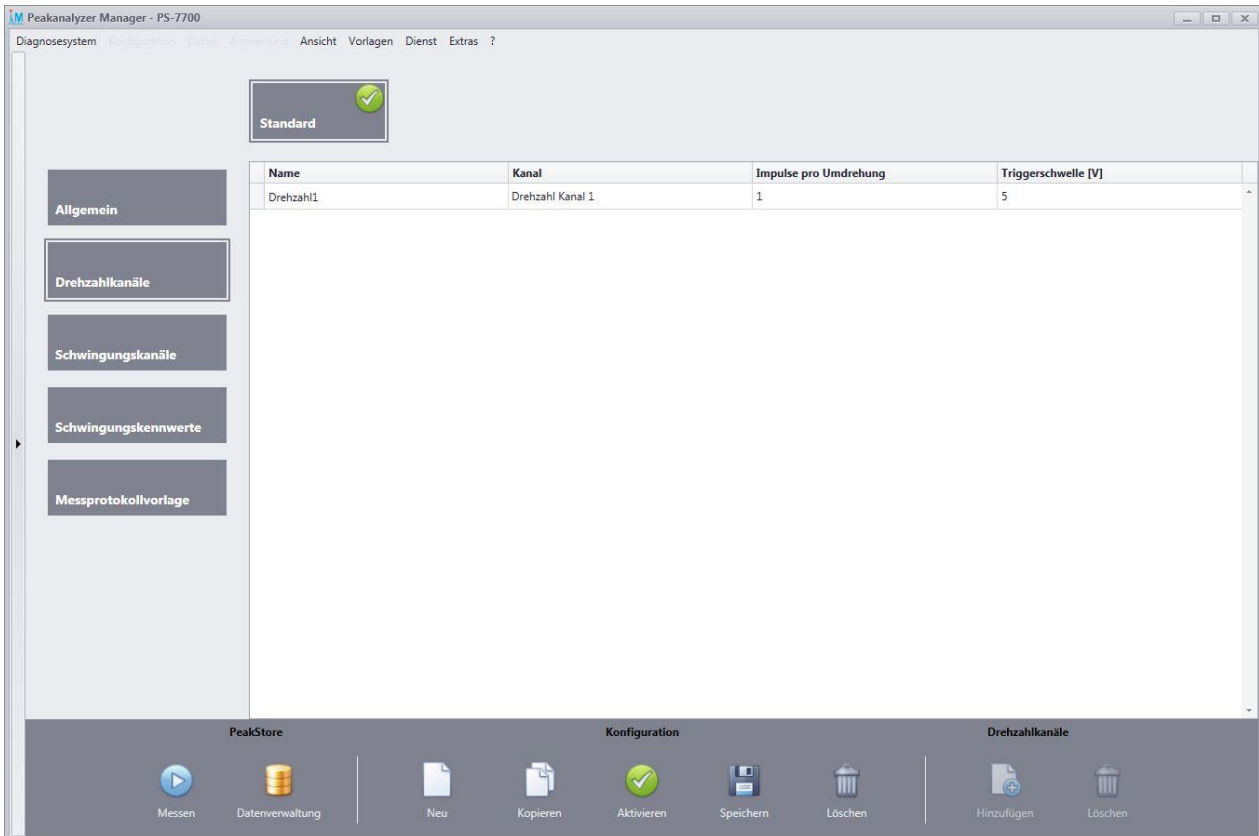 Peakanalyzer Manager - PS-7700
Diagnosesystem Konfiguration Daten Auswertung Ansicht Vorlagen Dienst Extras ?
Standard
Name Kanal Impulse pro Umdrehung Triggerschwelle [V]
Drehzahl1 Drehzahl Kanal 1 1 5
Allgemein
Drehzahlkanäle
Schwingungskanäle
Schwingungskennwerte
Messprotokollvorlage
PeakStore Konfiguration Drehzahlkanäle
Messen Datenverwaltung Neu Kopieren Aktivieren Speichern Löschen Hinzufügen Löschen